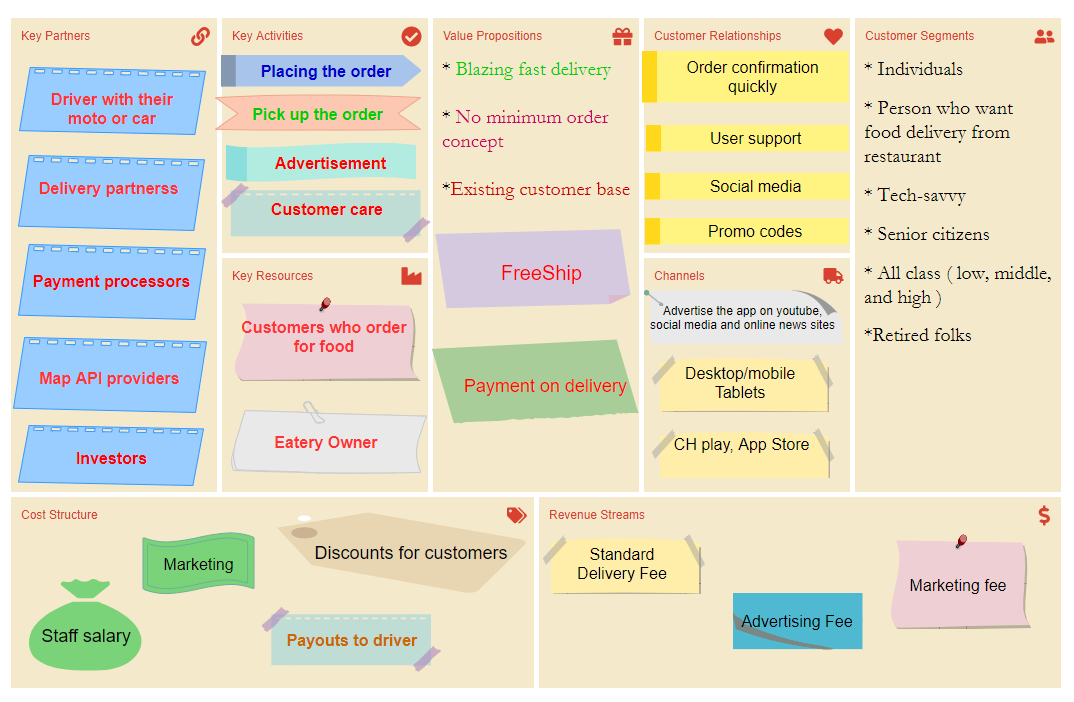 Key Partners
Driver with their
moto or car
Delivery partnerss
Payment processors
Map API providers
Investors
Key Activities
Placing the order
Pick up the order
Advertisement
Customer care
Key Resources
Customers who order
for food
Eatery Owner
Value Propositions
* Blazing fast delivery
* No minimum order
concept
*Existing customer base
FreeShip
Payment on delivery
Customer Relationships
Order confirmation
quickly
User support
Social media
Promo codes
Channels
Advertise the app on youtube,
social media and online news sites
Desktop/mobile
Tablets
CH play, App Store
Customer Segments
* Individuals
* Person who want
food delivery from
restaurant
* Tech-savvy
* Senior citizens
* All class ( low, middle,
and high )
*Retired folks
Cost Structure
Marketing
Discounts for customers
Staff salary
Payouts to driver
Revenue Streams
Standard
Delivery Fee
Advertising Fee
Marketing fee